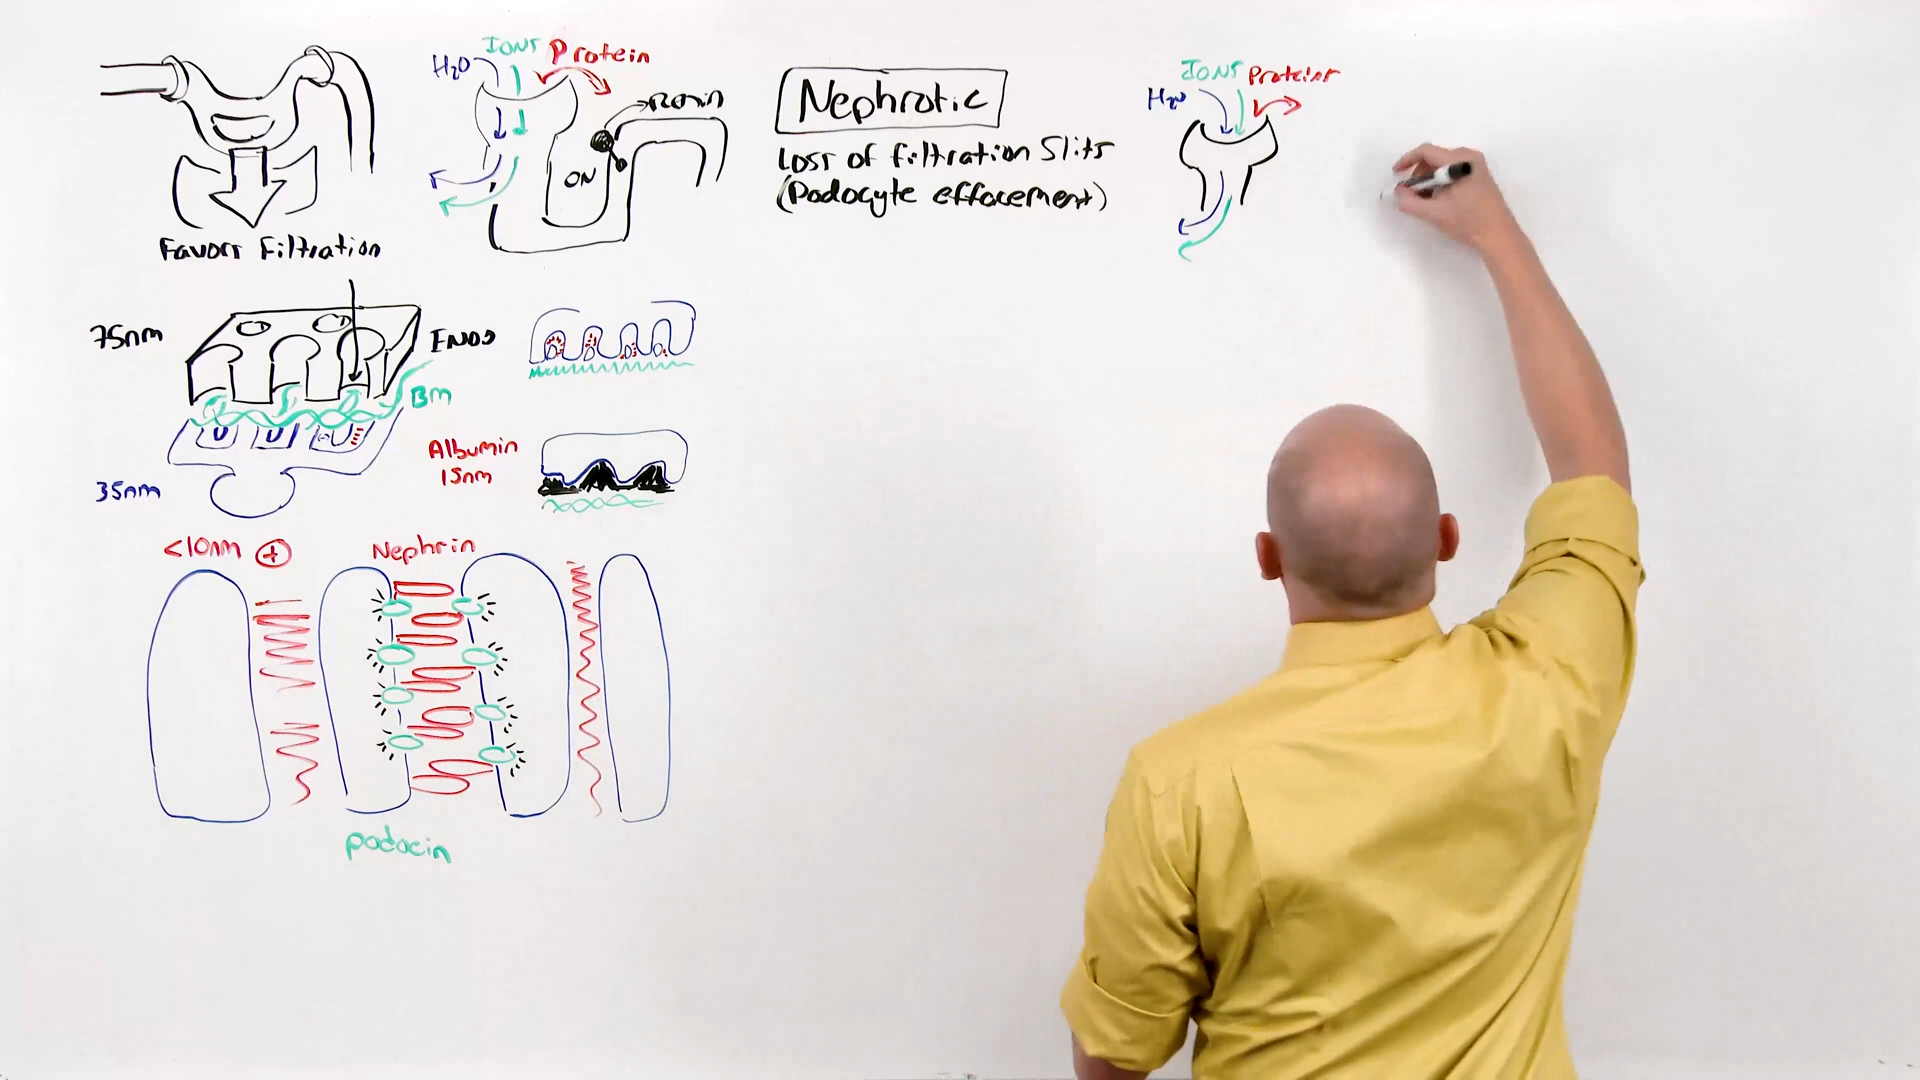 Ions Protein
H2O
Renin
ON
Favors Filtration
Nephrotic
Loss of filtration Slits
(Podocyte effacement)
Ions Proteins
H2O
75nm
Endo
Bm
35nm
Albumin
15nm
<10nm +
Nephrin
podocin